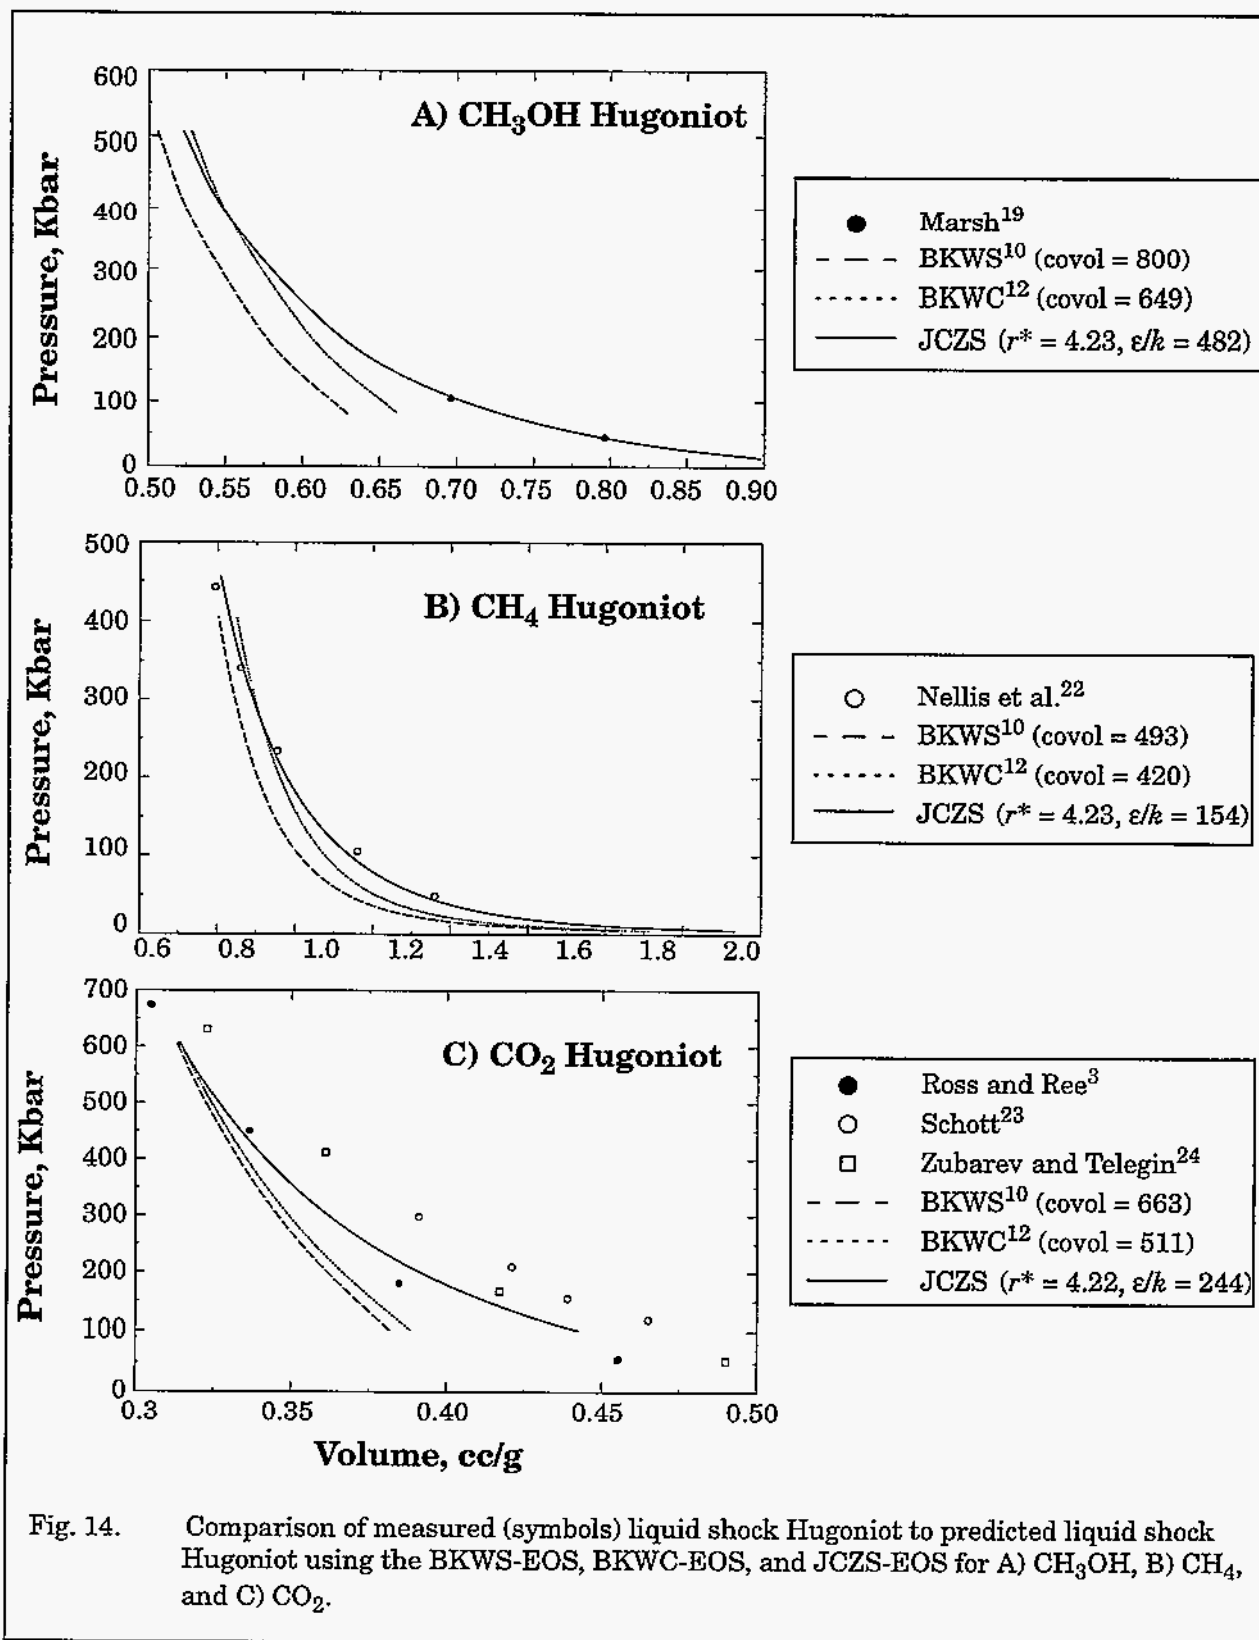 A) CH₃OH Hugoniot
Pressure, Kbar
600
500
400
300
200
100
0
0.50 0.55 0.60 0.70 0.75 0.80 0.85 0.90
Marsh¹⁹
BKWS¹⁰ (covol = 800)
BKWC¹² (covol = 649)
JCZS (r* = 4.23, ε/k = 482)
B) CH₄ Hugoniot
Pressure, Kbar
500
400
300
200
100
0
0.6 0.8 1.0 1.2 1.4 1.6 1.8 2.0
Nellis et al.²²
BKWS¹⁰ (covol = 493)
BKWC¹² (covol = 420)
JCZS (r* = 4.23, ε/k = 154)
C) CO₂ Hugoniot
Pressure, Kbar
700
600
500
400
300
200
100
0
0.3 0.35 0.40 0.45 0.50
Volume, cc/g
Ross and Ree³
Schott²³
Zubarev and Telegin²⁴
BKWS¹⁰ (covol = 663)
BKWC¹² (covol = 511)
JCZS (r* = 4.22, ε/k = 244)
Fig. 14. Comparison of measured (symbols) liquid shock Hugoniot to predicted liquid shock
Hugoniot using the BKWS-EOS, BKWC-EOS, and JCZS-EOS for A) CH₃OH, B) CH₄,
and C) CO₂.